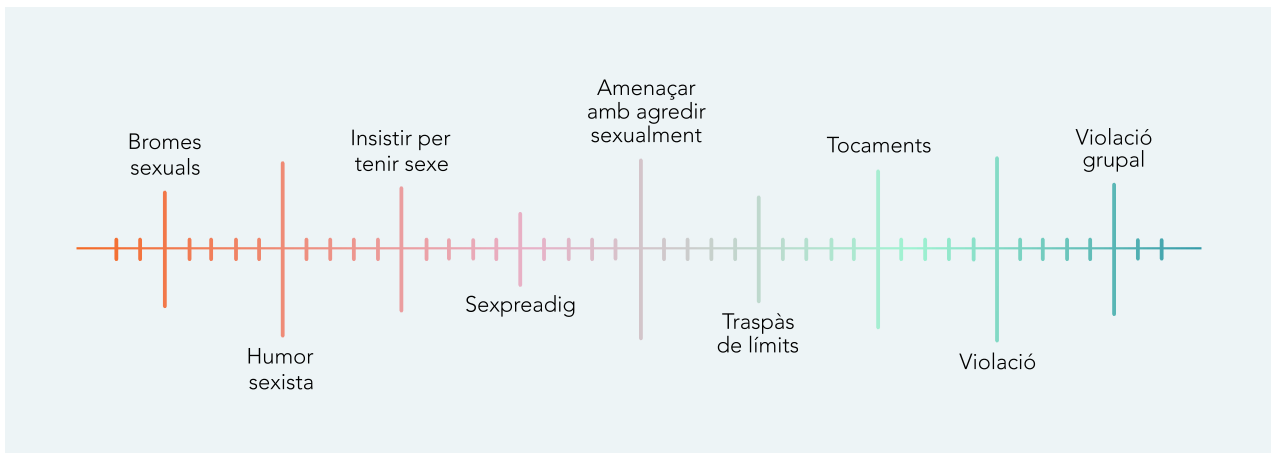 Bromes
sexuals
Humor
sexista
Insistir per
tenir sexe
Sexpreadig
Amenaçar
amb agredir
sexualment
Traspàs
de límits
Tocaments
Violació
Violació
grupal